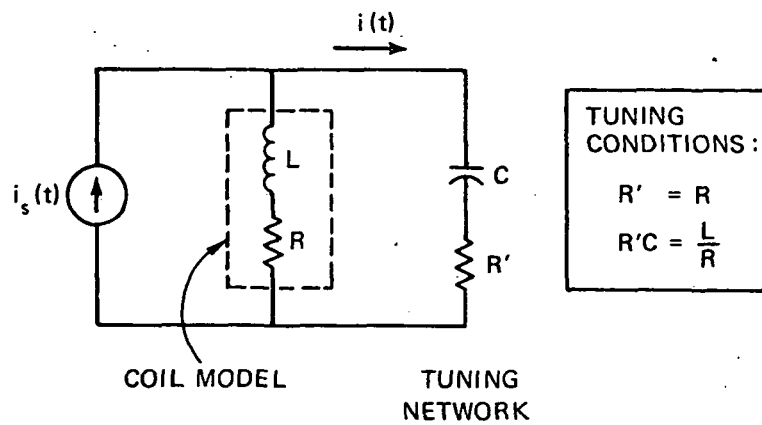 i(t)
i_s(t)
L
R
C
R'
TUNING
CONDITIONS:
R' = R
R'C = L/R
COIL MODEL
TUNING
NETWORK